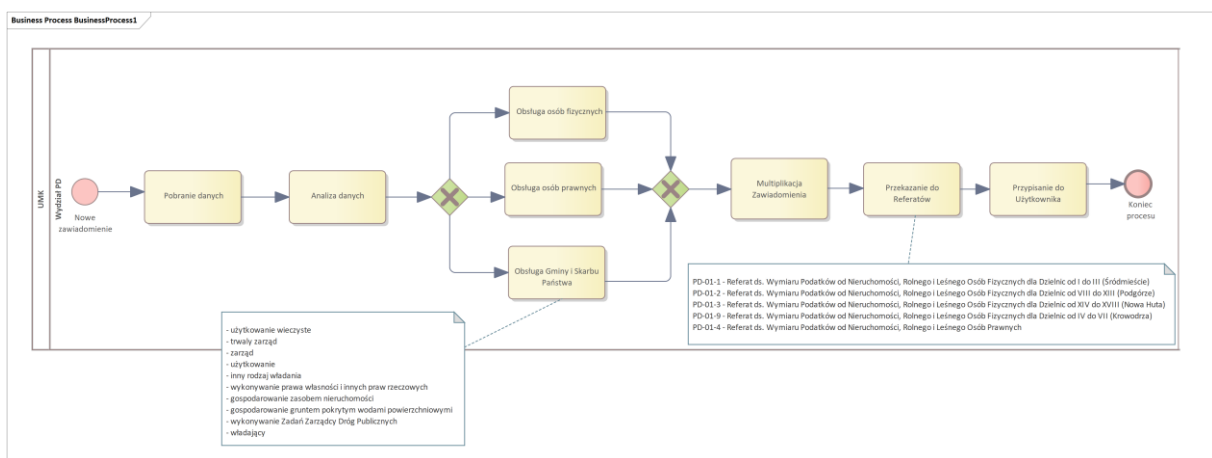 Business Process BusinessProcess1
UMK
Wydział PD
Nowe
zawiadomienie
Pobranie danych
Analiza danych
Obsługa osób fizycznych
Obsługa osób prawnych
Obsługa Gminy i Skarbu
Państwa
Multiplikacja
Zawiadomienia
Przekazanie do
Referatów
Przypisanie do
Użytkownika
Koniec
procesu
- użytkowanie wieczyste
- trwały zarząd
- zarząd
- użytkowanie
- inny rodzaj władania
- wykonywanie prawa własności i innych praw rzeczowych
- gospodarowanie zasobem nieruchomości
- gospodarowanie gruntem pokrytym wodami powierzchniowymi
- wykonywanie Zadań Zarządcy Dróg Publicznych
- władający
PD-01-1 - Referat ds. Wymiaru Podatków od Nieruchomości, Rolnego i Leśnego Osób Fizycznych dla Dzielnic od I do III (Śródmieście)
PD-01-2 - Referat ds. Wymiaru Podatków od Nieruchomości, Rolnego i Leśnego Osób Fizycznych dla Dzielnic od VIII do XIII (Podgórze)
PD-01-3 - Referat ds. Wymiaru Podatków od Nieruchomości, Rolnego i Leśnego Osób Fizycznych dla Dzielnic od XIV do XVIII (Nowa Huta)
PD-01-9 - Referat ds. Wymiaru Podatków od Nieruchomości, Rolnego i Leśnego Osób Fizycznych dla Dzielnic od IV do VII (Krowodrza)
PD-01-4 - Referat ds. Wymiaru Podatków od Nieruchomości, Rolnego i Leśnego Osób Prawnych